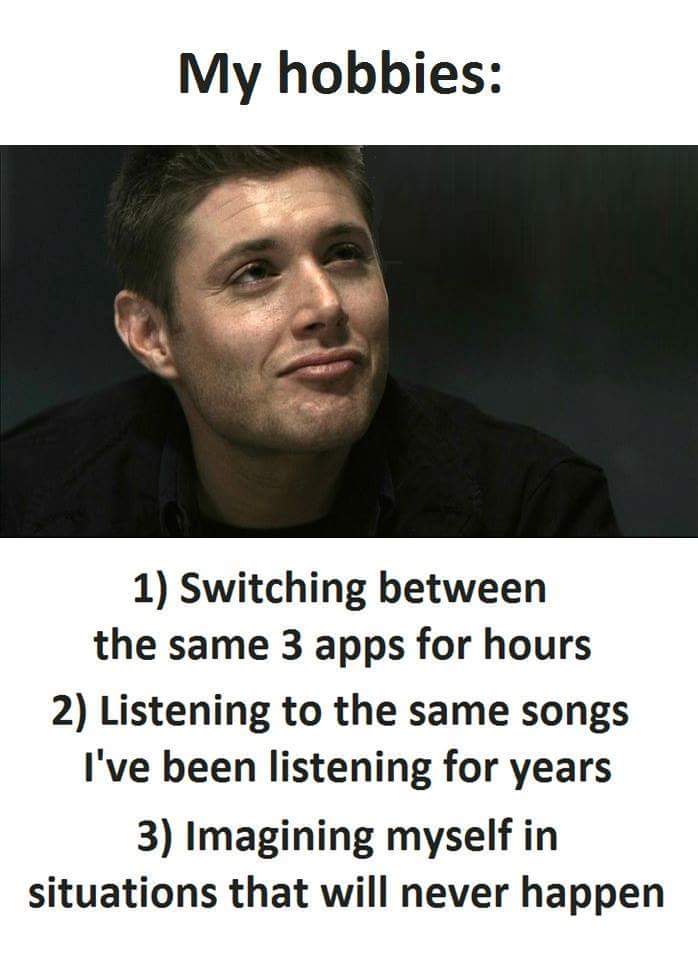 My hobbies:
1) Switching between
the same 3 apps for hours
2) Listening to the same songs
I've been listening for years
3) Imagining myself in
situations that will never happen